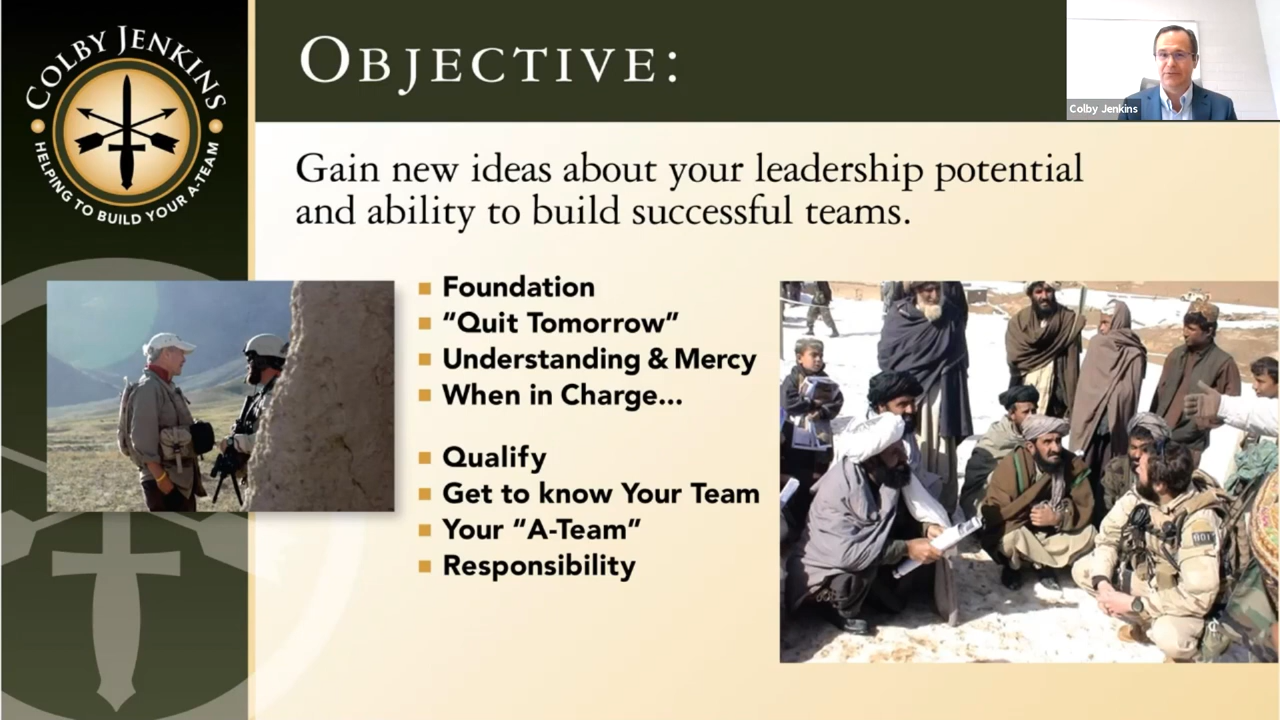 COLBY JENKINS
HELPING TO BUILD YOUR A-TEAM
OBJECTIVE:
Colby Jenkins
Gain new ideas about your leadership potential
and ability to build successful teams.
Foundation
"Quit Tomorrow"
Understanding & Mercy
When in Charge...
Qualify
Get to know Your Team
Your "A-Team"
Responsibility